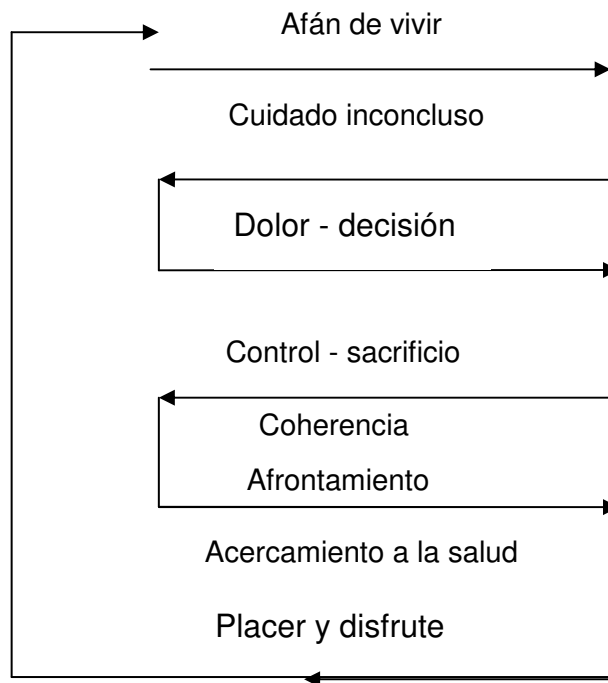 Afán de vivir
Cuidado inconcluso
Dolor - decisión
Control - sacrificio
Coherencia
Afrontamiento
Acercamiento a la salud
Placer y disfrute